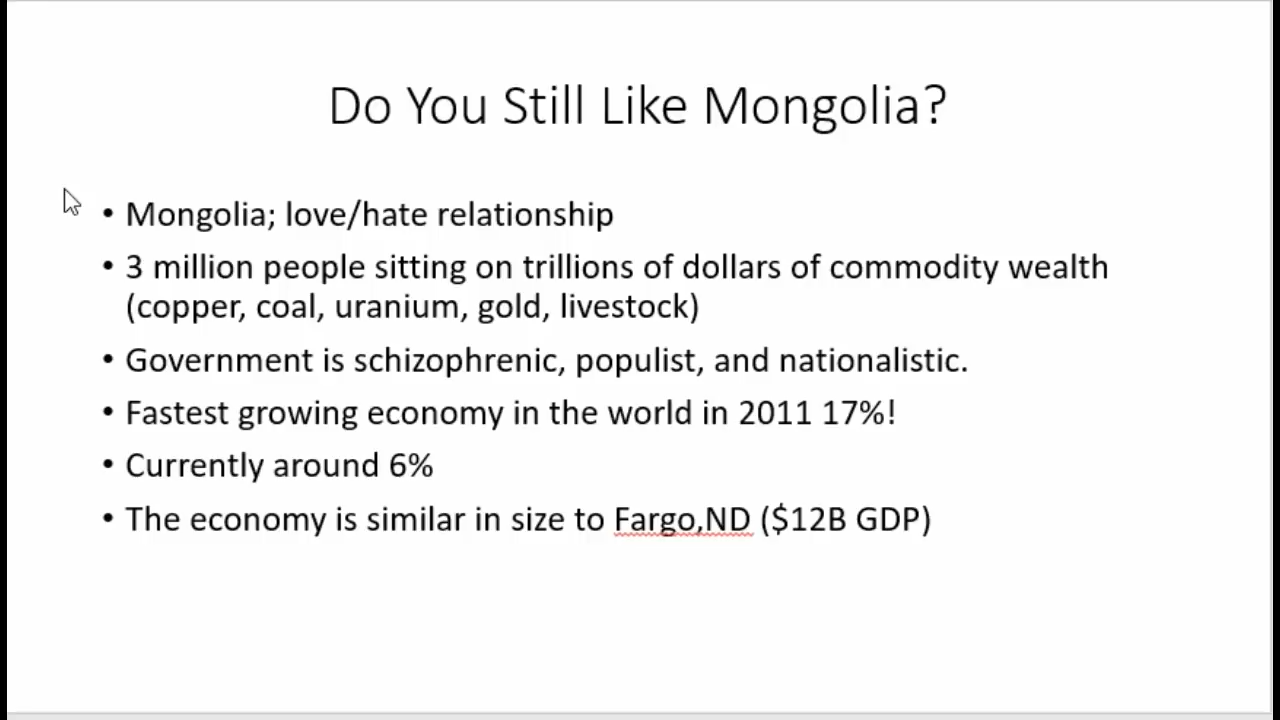 Do You Still Like Mongolia?
• Mongolia; love/hate relationship
• 3 million people sitting on trillions of dollars of commodity wealth
(copper, coal, uranium, gold, livestock)
• Government is schizophrenic, populist, and nationalistic.
• Fastest growing economy in the world in 2011 17%!
• Currently around 6%
• The economy is similar in size to Fargo,ND ($12B GDP)